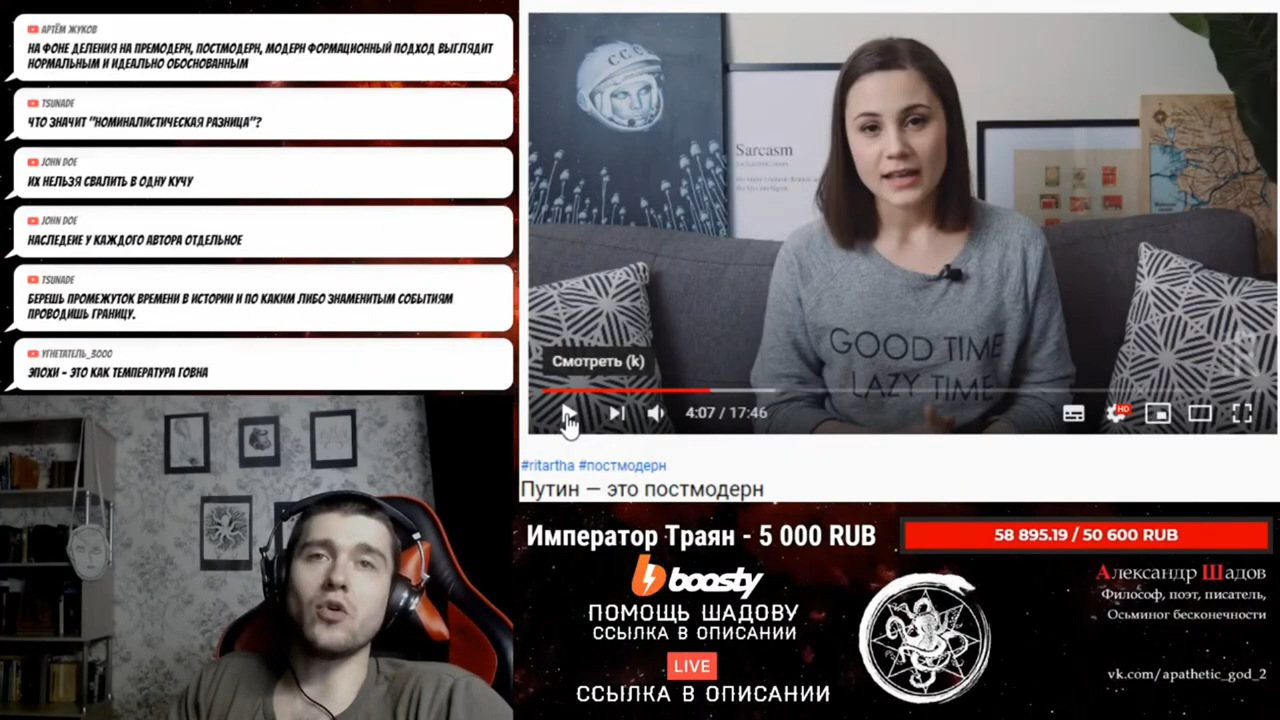 АРТЁМ ЖУКОВ
НА ФОНЕ ДЕЛЕНИЯ НА ПРЕМОДЕРН, ПОСТМОДЕРН, МОДЕРН ФОРМАЦИОННЫЙ ПОДХОД ВЫГЛЯДИТ
НОРМАЛЬНЫМ И ИДЕАЛЬНО ОБОСНОВАННЫМ
TSUNADE
ЧТО ЗНАЧИТ "НОМИНАЛИСТИЧЕСКАЯ РАЗНИЦА"?
JOHN DOE
ИХ НЕЛЬЗЯ СВАЛИТЬ В ОДНУ КУЧУ
JOHN DOE
НАСЛЕДЕИЕ У КАЖДОГО АВТОРА ОТДЕЛЬНОЕ
TSUNADE
БЕРЕШЬ ПРОМЕЖУТОК ВРЕМЕНИ В ИСТОРИИ И ПО КАКИМ ЛИБО ЗНАМЕНИТЫМ СОБЫТИЯМ
ПРОВОДИШЬ ГРАНИЦУ.
УГНЕТАТЕЛЬ_3000
ЭПОХИ - ЭТО КАК ТЕМПЕРАТУРА ГОВНА
СССР
Sarcasm
GOOD TIME
LAZY TIME
Смотреть (k)
4:07 / 17:46
HD
#ritartha #постмодерн
Путин — это постмодерн
Император Траян - 5 000 RUB
58 895.19 / 50 600 RUB
boosty
ПОМОЩЬ ШАДОВУ
ССЫЛКА В ОПИСАНИИ
LIVE
ССЫЛКА В ОПИСАНИИ
Александр Шадов
Философ, поэт, писатель,
Осьминог бесконечности
vk.com/apathetic_god_2